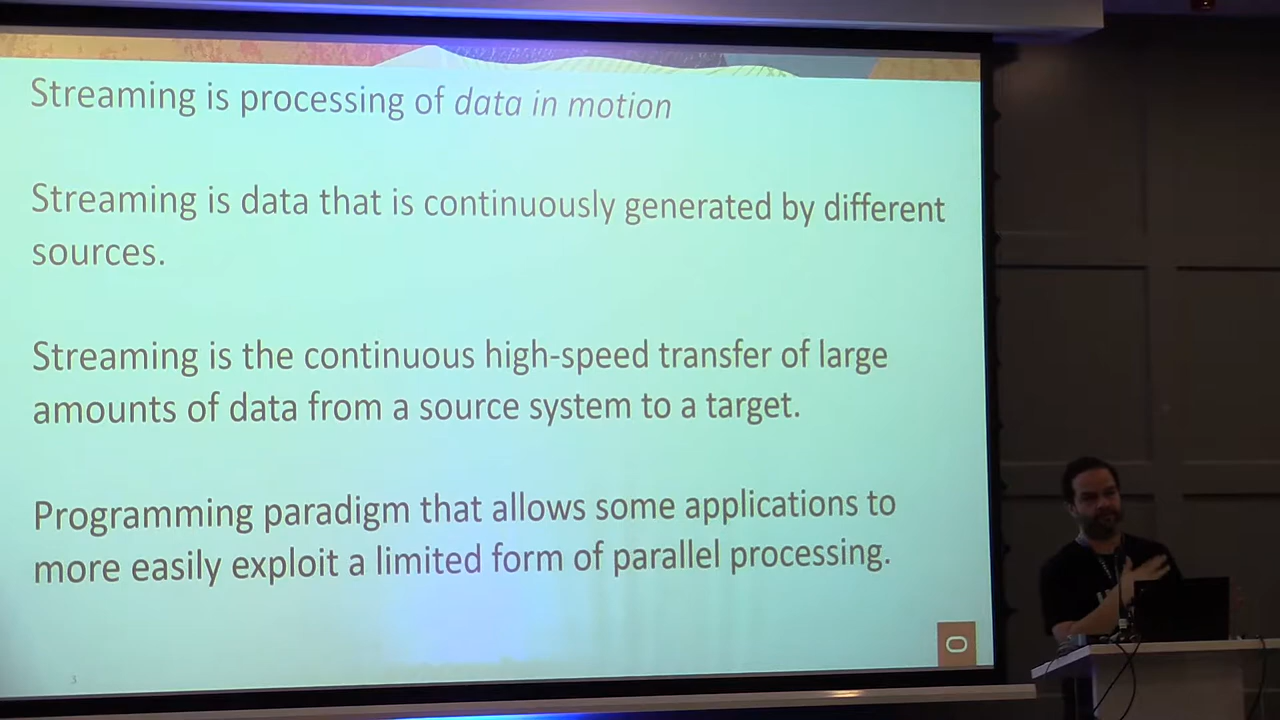 Streaming is processing of data in motion
Streaming is data that is continuously generated by different
sources.
Streaming is the continuous high-speed transfer of large
amounts of data from a source system to a target.
Programming paradigm that allows some applications to
more easily exploit a limited form of parallel processing.
3